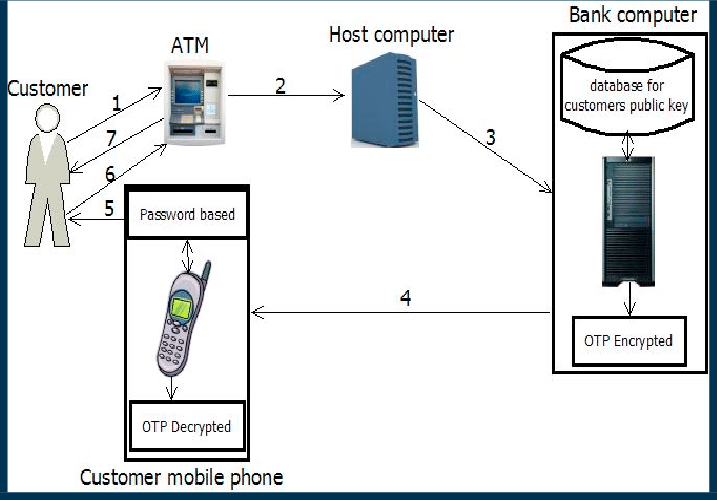 Bank computer
Host computer
ATM
Customer
database for
customers public key
1
2
7
3
6
5
Password based
4
OTP Encrypted
OTP Decrypted
Customer mobile phone